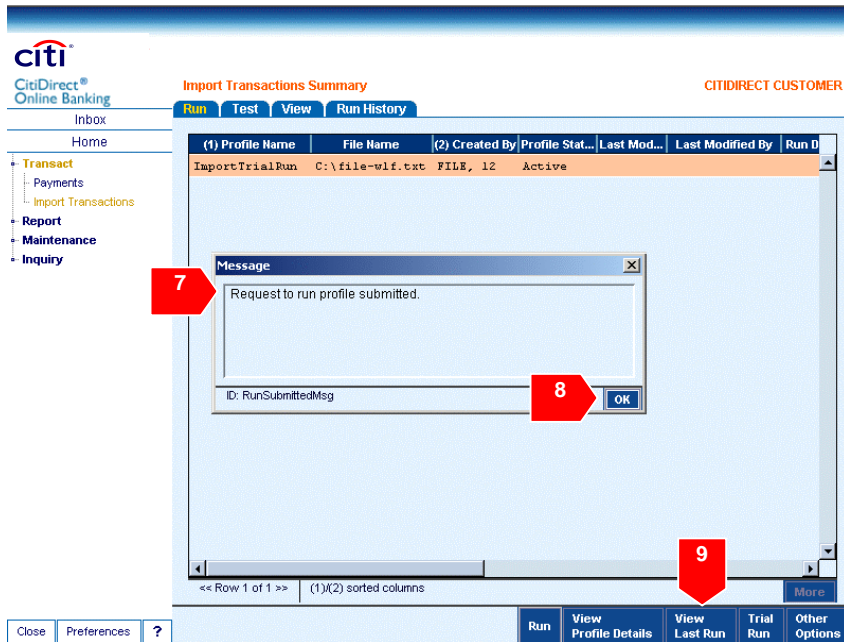 citi®
CitiDirect®
Online Banking
Inbox
Home
Transact
Payments
Import Transactions
Report
Maintenance
Inquiry
Import Transactions Summary
CITIDIRECT CUSTOMER
Run Test View Run History
(1) Profile Name File Name (2) Created By Profile Stat... Last Mod... Last Modified By Run D
ImportTrialRun C:\file-wlf.txt FILE, 12 Active
7
Message
Request to run profile submitted.
ID: RunSubmittedMsg
8
OK
9
<< Row 1 of 1 >> (1)/(2) sorted columns
More
Close Preferences ?
Run
View
Profile Details
View
Last Run
Trial
Run
Other
Options